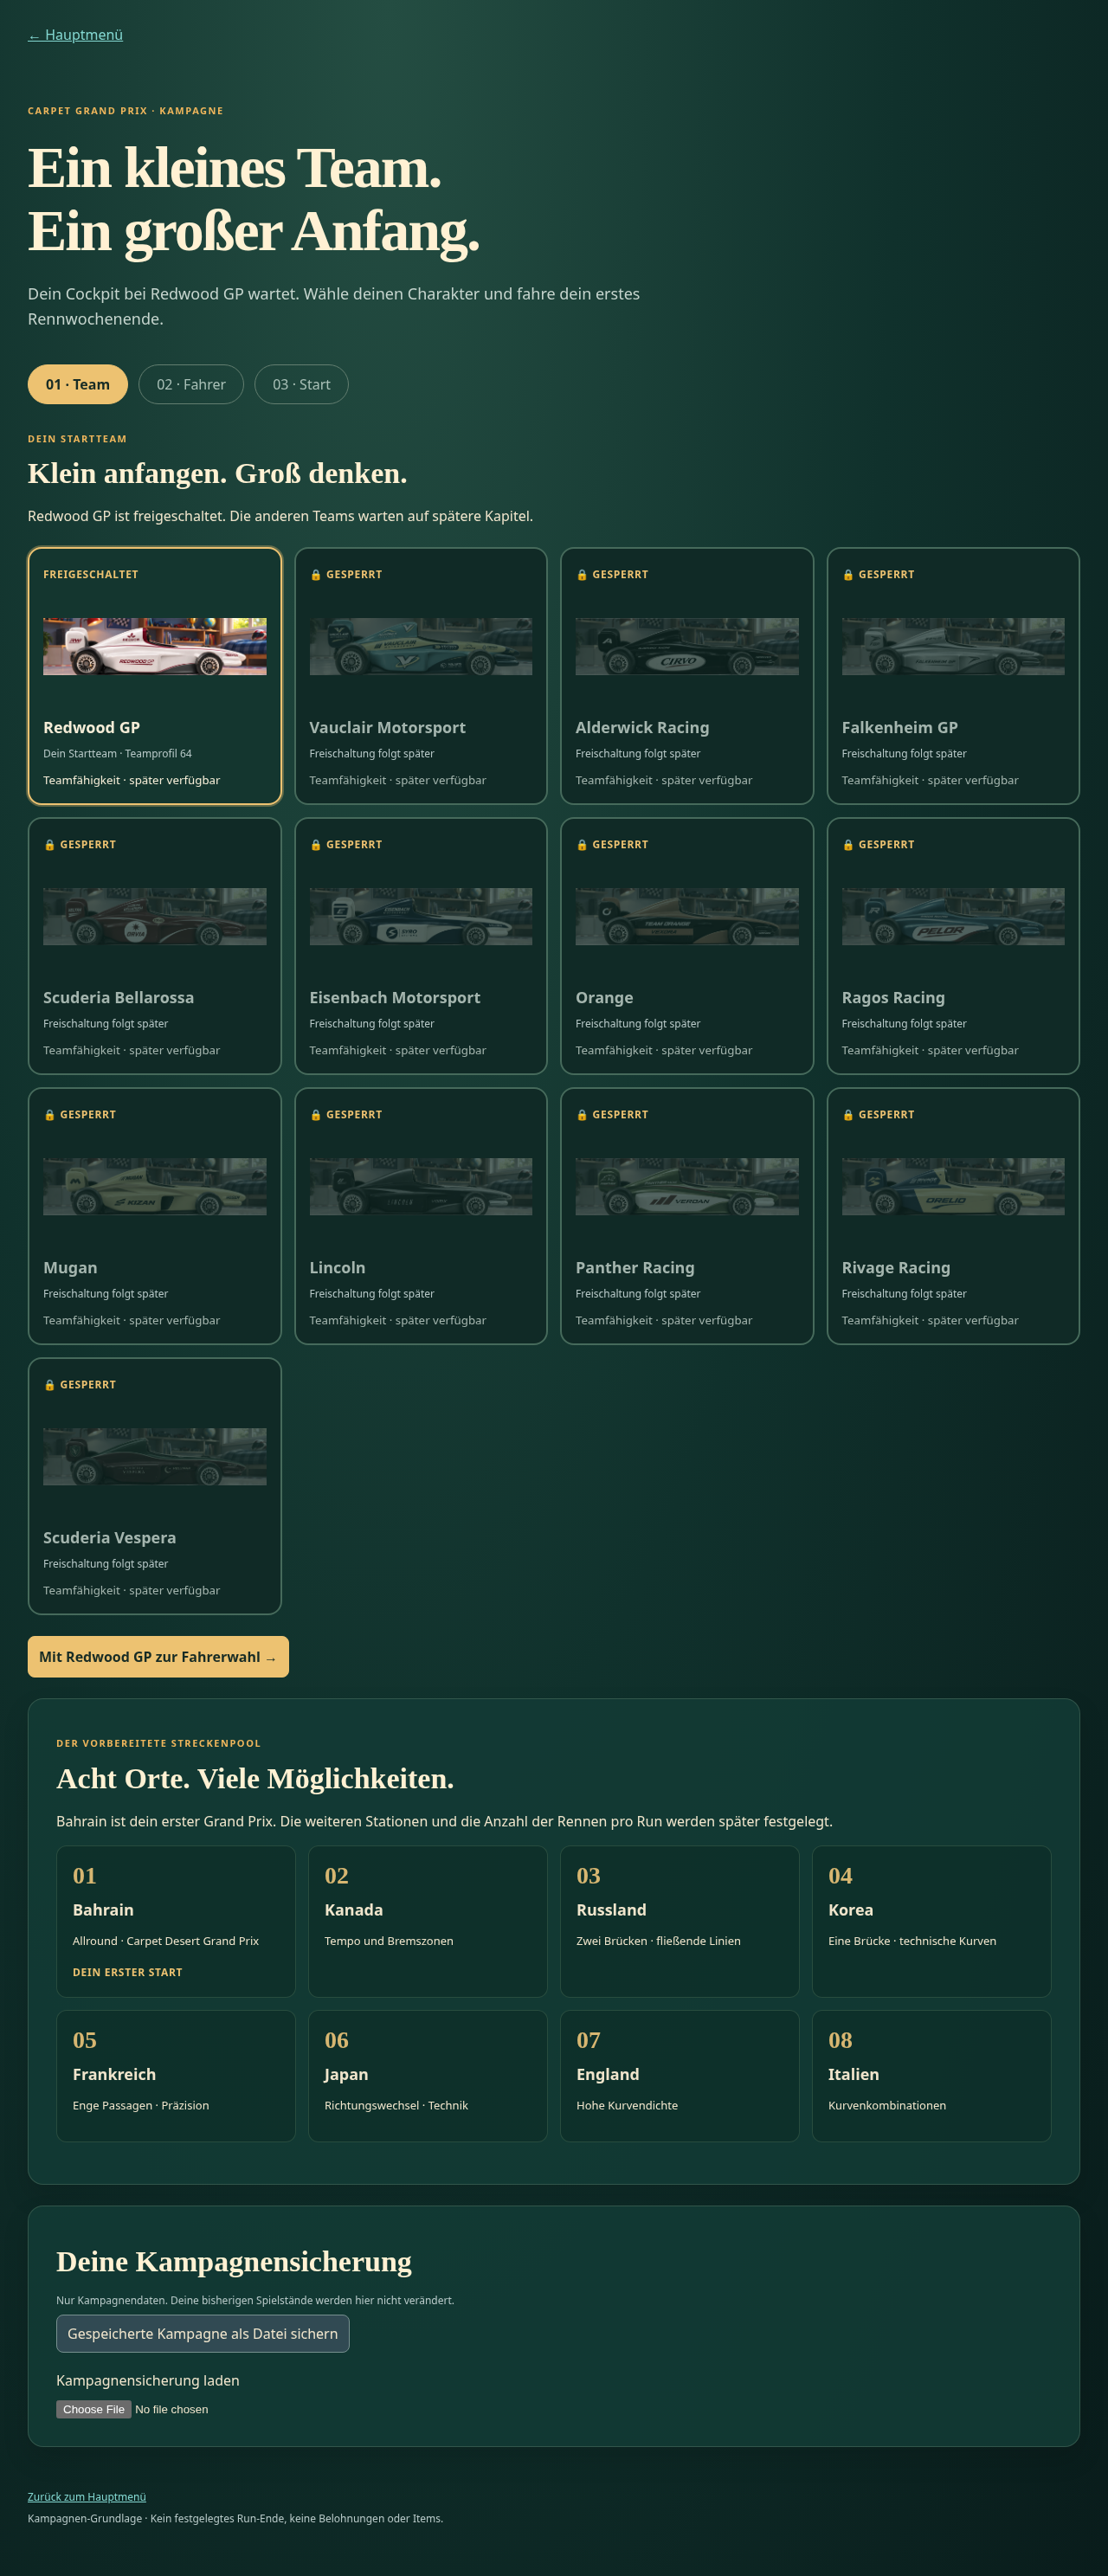 ← Hauptmenü
CARPET GRAND PRIX · KAMPAGNE
Ein kleines Team.
Ein großer Anfang.
Dein Cockpit bei Redwood GP wartet. Wähle deinen Charakter und fahre dein erstes
Rennwochenende.
01 · Team
02 · Fahrer
03 · Start
DEIN STARTTEAM
Klein anfangen. Groß denken.
Redwood GP ist freigeschaltet. Die anderen Teams warten auf spätere Kapitel.
FREIGESCHALTET
REDWOOD GP
Redwood GP
Dein Startteam · Teamprofil 64
Teamfähigkeit · später verfügbar
🔒 GESPERRT
VAUCLAIR
Vauclair Motorsport
Freischaltung folgt später
Teamfähigkeit · später verfügbar
🔒 GESPERRT
CIRVO
Alderwick Racing
Freischaltung folgt später
Teamfähigkeit · später verfügbar
🔒 GESPERRT
Falkenheim GP
Freischaltung folgt später
Teamfähigkeit · später verfügbar
🔒 GESPERRT
Scuderia Bellarossa
Freischaltung folgt später
Teamfähigkeit · später verfügbar
🔒 GESPERRT
Eisenbach Motorsport
Freischaltung folgt später
Teamfähigkeit · später verfügbar
🔒 GESPERRT
Orange
Freischaltung folgt später
Teamfähigkeit · später verfügbar
🔒 GESPERRT
PELOR
Ragos Racing
Freischaltung folgt später
Teamfähigkeit · später verfügbar
🔒 GESPERRT
KIZAN
Mugan
Freischaltung folgt später
Teamfähigkeit · später verfügbar
🔒 GESPERRT
LINCOLN
Lincoln
Freischaltung folgt später
Teamfähigkeit · später verfügbar
🔒 GESPERRT
VERDAN
Panther Racing
Freischaltung folgt später
Teamfähigkeit · später verfügbar
🔒 GESPERRT
ORELIO
Rivage Racing
Freischaltung folgt später
Teamfähigkeit · später verfügbar
🔒 GESPERRT
Scuderia Vespera
Freischaltung folgt später
Teamfähigkeit · später verfügbar
Mit Redwood GP zur Fahrerwahl →
DER VORBEREITETE STRECKENPOOL
Acht Orte. Viele Möglichkeiten.
Bahrain ist dein erster Grand Prix. Die weiteren Stationen und die Anzahl der Rennen pro Run werden später festgelegt.
01
Bahrain
Allround · Carpet Desert Grand Prix
DEIN ERSTER START
02
Kanada
Tempo und Bremszonen
03
Russland
Zwei Brücken · fließende Linien
04
Korea
Eine Brücke · technische Kurven
05
Frankreich
Enge Passagen · Präzision
06
Japan
Richtungswechsel · Technik
07
England
Hohe Kurvendichte
08
Italien
Kurvenkombinationen
Deine Kampagnensicherung
Nur Kampagnendaten. Deine bisherigen Spielstände werden hier nicht verändert.
Gespeicherte Kampagne als Datei sichern
Kampagnensicherung laden
Choose File No file chosen
Zurück zum Hauptmenü
Kampagnen-Grundlage · Kein festgelegtes Run-Ende, keine Belohnungen oder Items.